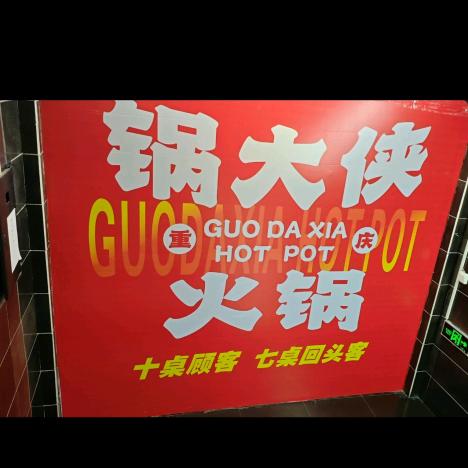 锅大侠
GUODAXIA HOT POT
重 GUO DA XIA 庆
HOT POT
火锅
十桌顾客 七桌回头客